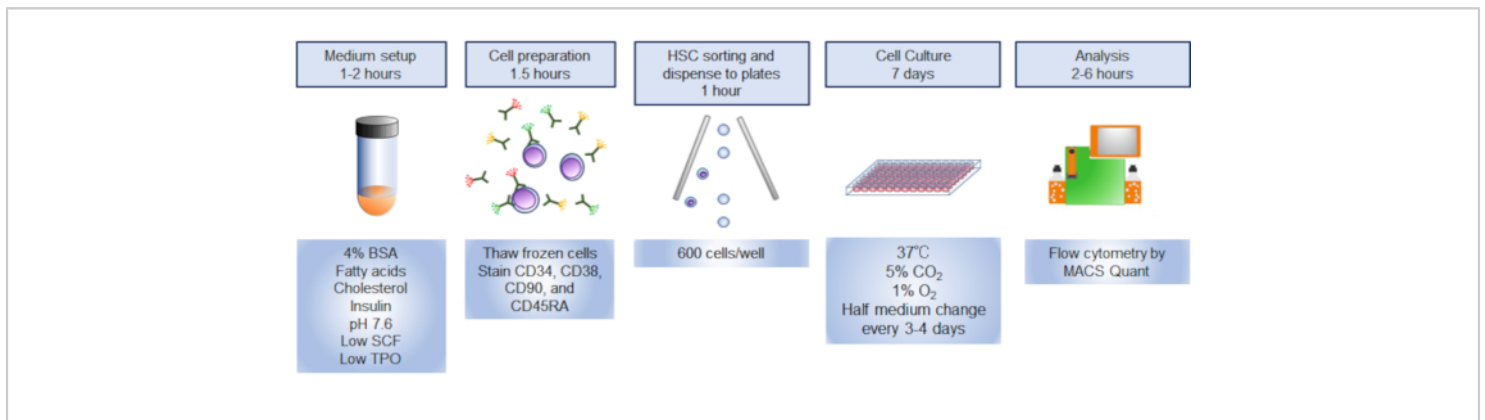 Medium setup
1-2 hours
Cell preparation
1.5 hours
HSC sorting and
dispense to plates
1 hour
Cell Culture
7 days
Analysis
2-6 hours
4% BSA
Fatty acids
Cholesterol
Insulin
pH 7.6
Low SCF
Low TPO
Thaw frozen cells
Stain CD34, CD38,
CD90, and
CD45RA
600 cells/well
37℃
5% CO₂
1% O₂
Half medium change
every 3-4 days
Flow cytometry by
MACS Quant